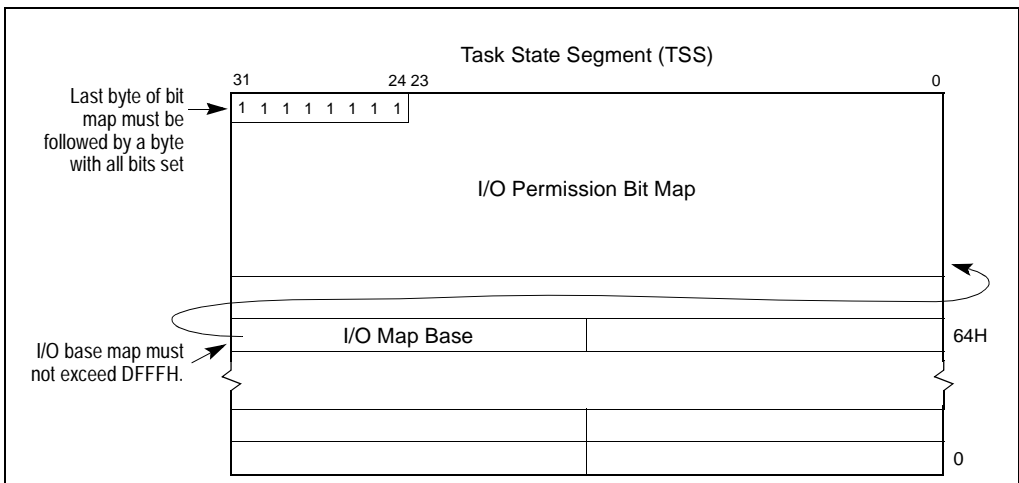 Task State Segment (TSS)
31 24 23 0
Last byte of bit
map must be
followed by a byte
with all bits set
1 1 1 1 1 1 1 1
I/O Permission Bit Map
I/O Map Base
64H
I/O base map must
not exceed DFFFH.
0